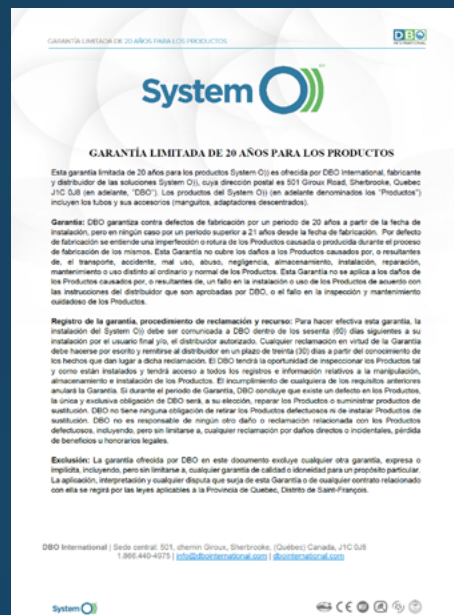 GARANTÍA LIMITADA DE 20 AÑOS PARA LOS PRODUCTOS
DBO
INTERNATIONAL
System O))
GARANTÍA LIMITADA DE 20 AÑOS PARA LOS PRODUCTOS
Esta garantía limitada de 20 años para los productos System O)) es ofrecida por DBO International, fabricante
y distribuidor de las soluciones System O)), cuya dirección postal es 501 Giroux Road, Sherbrooke, Quebec
J1C 0J8 (en adelante, "DBO"). Los productos del System O)) (en adelante denominados los "Productos")
incluyen los tubos y sus accesorios (manguitos, adaptadores descentrados).
Garantía: DBO garantiza contra defectos de fabricación por un periodo de 20 años a partir de la fecha de
instalación, pero en ningún caso por un periodo superior a 21 años desde la fecha de fabricación. Por defecto
de fabricación se entiende una imperfección o rotura de los Productos causada o producida durante el proceso
de fabricación de los mismos. Esta Garantía no cubre los daños a los Productos causados por, o resultantes
de, el transporte, accidente, mal uso, abuso, negligencia, almacenamiento, instalación, reparación,
mantenimiento o uso distinto al ordinario y normal de los Productos. Esta Garantía no se aplica a los daños de
los Productos causados por, o resultantes de, un fallo en la instalación o uso de los Productos de acuerdo con
las instrucciones del distribuidor que son aprobadas por DBO, o el fallo en la inspección y mantenimiento
cuidadoso de los Productos.
Registro de la garantía, procedimiento de reclamación y recurso: Para hacer efectiva esta garantía, la
instalación del System O)) debe ser comunicada a DBO dentro de los sesenta (60) días siguientes a su
instalación por el usuario final y/o, el distribuidor autorizado. Cualquier reclamación en virtud de la Garantía
debe hacerse por escrito y remitirse al distribuidor en un plazo de treinta (30) días a partir del conocimiento de
los hechos que dan lugar a dicha reclamación. El DBO tendrá la oportunidad de inspeccionar los Productos tal
y como están instalados y tendrá acceso a todos los registros e información relativos a la manipulación,
almacenamiento e instalación de los Productos. El incumplimiento de cualquiera de los requisitos anteriores
anulará la Garantía. Si durante el periodo de Garantía, DBO concluye que existe un defecto en los Productos,
la única y exclusiva obligación de DBO será, a su elección, reparar los Productos o suministrar productos de
sustitución. DBO no tiene ninguna obligación de retirar los Productos defectuosos ni de instalar Productos de
sustitución. DBO no es responsable de ningún otro daño o reclamación relacionada con los Productos
defectuosos, incluyendo, pero sin limitarse a, cualquier reclamación por daños directos o incidentales, pérdida
de beneficios u honorarios legales.
Exclusión: La garantía ofrecida por DBO en este documento excluye cualquier otra garantía, expresa o
implícita, incluyendo, pero sin limitarse a, cualquier garantía de calidad o idoneidad para un propósito particular.
La aplicación, interpretación y cualquier disputa que surja de esta Garantía o de cualquier contrato relacionado
con ella se regirá por las leyes aplicables a la Provincia de Quebec, Distrito de Saint-François.
DBO International | Sede central: 501, chemin Giroux, Sherbrooke, (Québec) Canada, J1C 0J8
1.866.440-4975 | info@dbointernational.com | dbointernational.com
System O))
CE